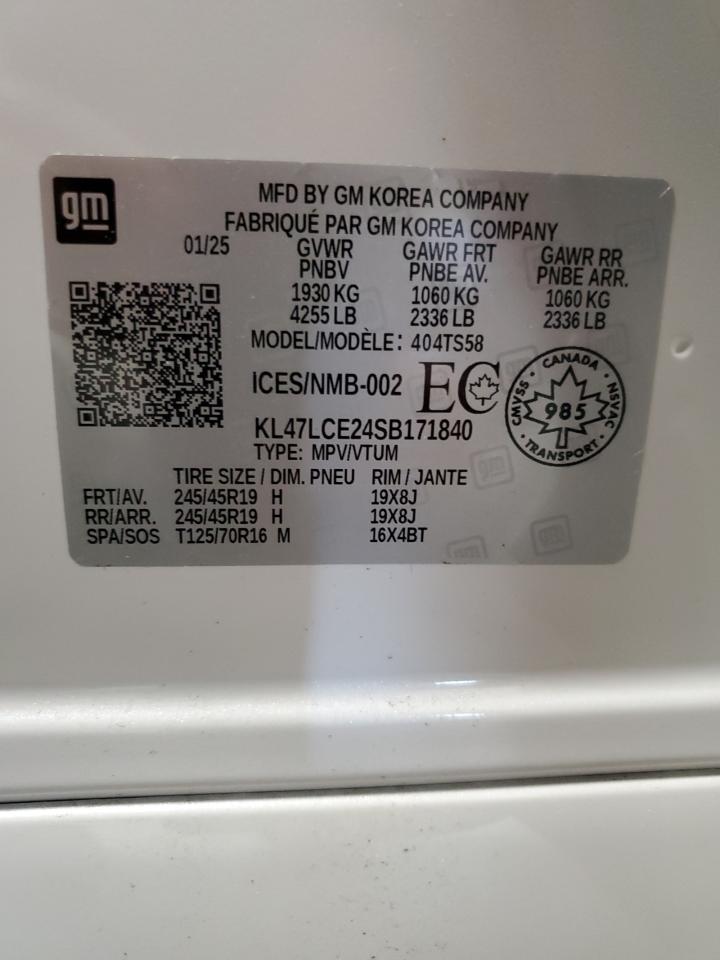 gm
MFD BY GM KOREA COMPANY
FABRIQUÉ PAR GM KOREA COMPANY
01/25 GVWR GAWR FRT GAWR RR
PNBV PNBE AV. PNBE ARR.
1930 KG 1060 KG 1060 KG
4255 LB 2336 LB 2336 LB
MODEL/MODÈLE: 404TS58
ICES/NMB-002 EC
CANADA
CMVSS 985 NSVAC
TRANSPORT
KL47LCE24SB171840
TYPE: MPV/VTUM
TIRE SIZE / DIM. PNEU RIM / JANTE
FRT/AV. 245/45R19 H 19X8J
RR/ARR. 245/45R19 H 19X8J
SPA/SOS T125/70R16 M 16X4BT